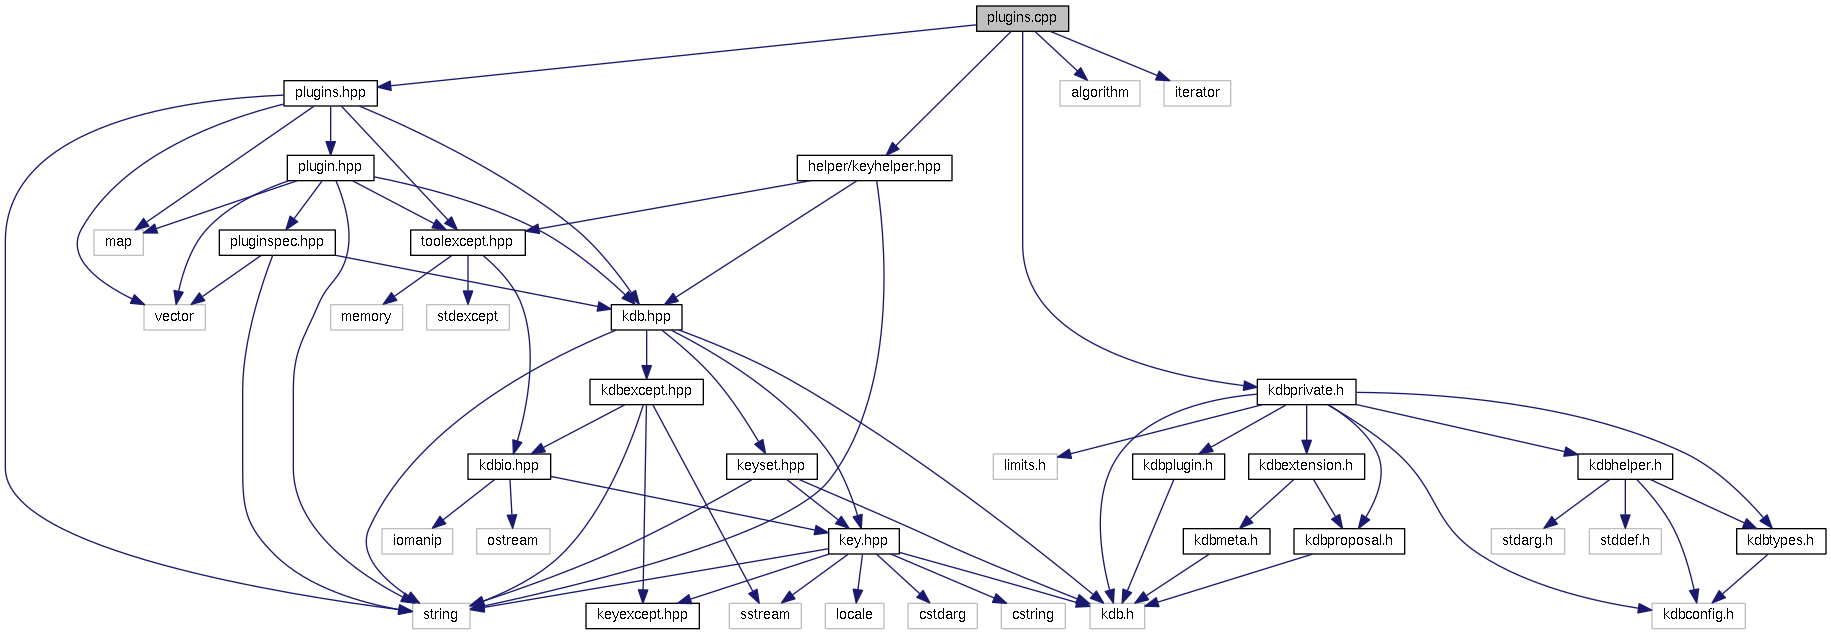 plugins.cpp
plugins.hpp
algorithm
iterator
plugin.hpp
helper/keyhelper.hpp
map
pluginspec.hpp
toolexcept.hpp
vector
memory
stdexcept
kdb.hpp
kdbexcept.hpp
kdbprivate.h
kdbio.hpp
keyset.hpp
limits.h
kdbplugin.h
kdbextension.h
kdbhelper.h
iomanip
ostream
key.hpp
kdbmeta.h
kdbproposal.h
stdarg.h
stddef.h
kdbtypes.h
string
keyexcept.hpp
sstream
locale
cstdarg
cstring
kdb.h
kdbconfig.h